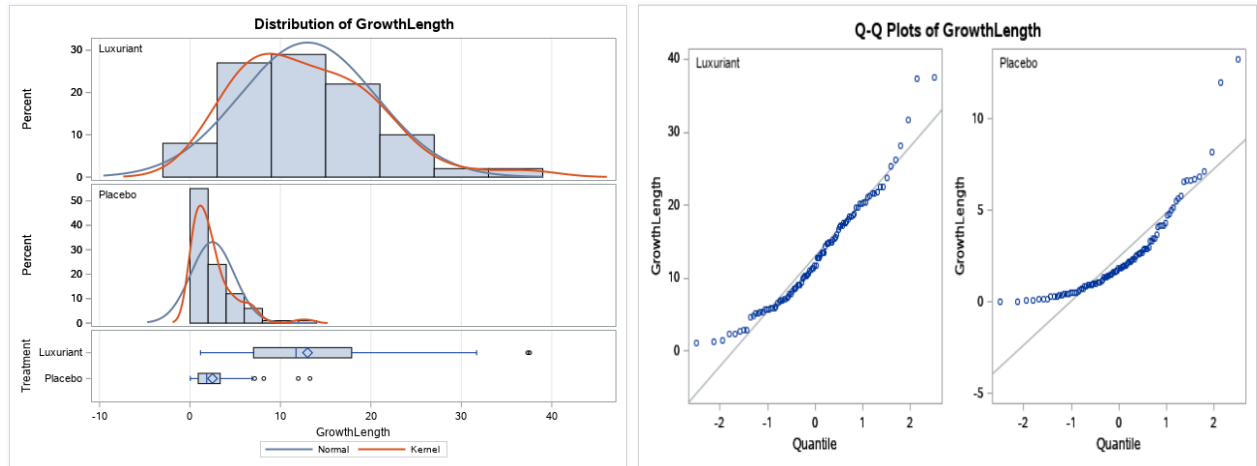 Distribution of GrowthLength
Luxuriant
30
20
10
0
Percent
Placebo
50
40
30
20
10
0
Percent
Treatment
Luxuriant
Placebo
-10 0 10 20 30 40
GrowthLength
Normal Kernel
Q-Q Plots of GrowthLength
Luxuriant
40
30
20
10
0
GrowthLength
-2 -1 0 1 2
Quantile
Placebo
10
5
0
-5
GrowthLength
-2 -1 0 1 2
Quantile